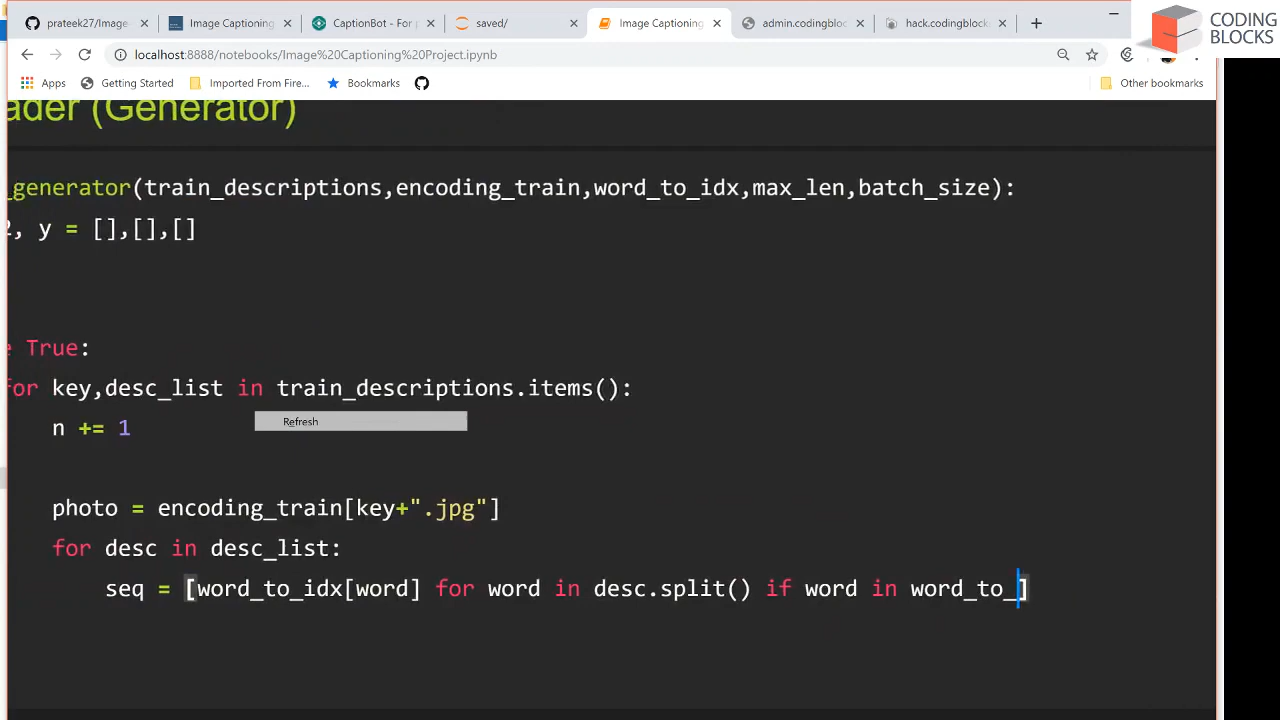 prateek27/Image
Image Captioning
CaptionBot - For p
saved/
Image Captioning
admin.codingbloc
hack.codingblocks
CODING
BLOCKS
localhost:8888/notebooks/Image%20Captioning%20Project.ipynb
Apps
Getting Started
Imported From Fire...
Bookmarks
Other bookmarks
ader (Generator)
_generator(train_descriptions,encoding_train,word_to_idx,max_len,batch_size):
2, y = [],[],[]
e True:
for key,desc_list in train_descriptions.items():
Refresh
n += 1
photo = encoding_train[key+".jpg"]
for desc in desc_list:
seq = [word_to_idx[word] for word in desc.split() if word in word_to_]